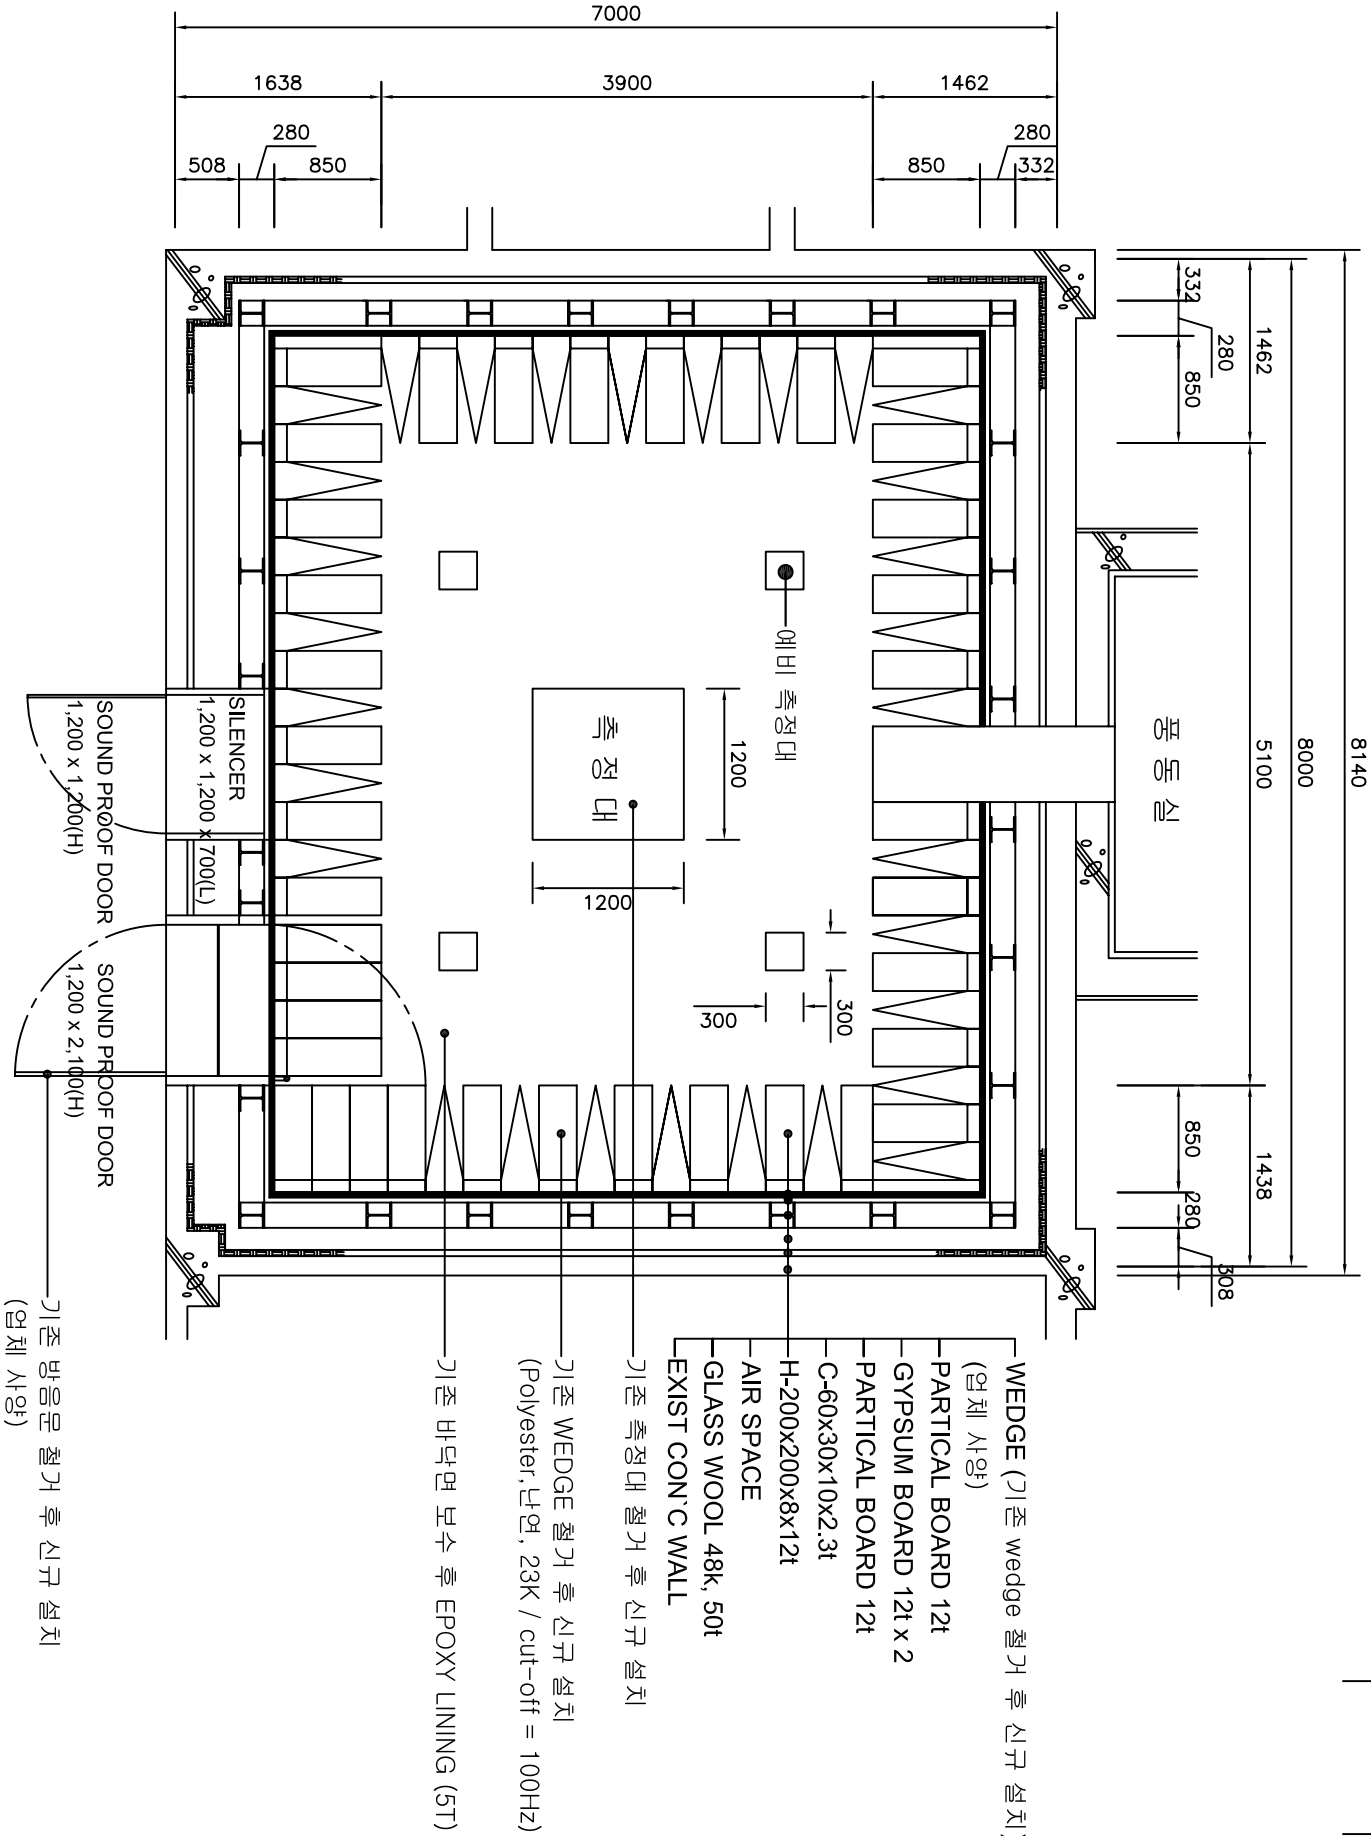 7000
1638
3900
1462
280
280
508
850
850
332
332
280
850
1462
5100
8000
8140
850
280
308
1438
풍 동 실
예비 측정대
측 정 대
1200
1200
300
300
SILENCER
1,200 x 1,200 x 700(L)
SOUND PROOF DOOR
1,200 x 1,200(H)
SOUND PROOF DOOR
1,200 x 2,100(H)
WEDGE (기존 wedge 철거 후 신규 설치)
(업체 사양)
PARTICAL BOARD 12t
GYPSUM BOARD 12t x 2
PARTICAL BOARD 12t
C-60x30x10x2.3t
H-200x200x8x12t
AIR SPACE
GLASS WOOL 48k, 50t
EXIST CON`C WALL
기존 측정대 철거 후 신규 설치
기존 WEDGE 철거 후 신규 설치
(Polyester,난연, 23K / cut-off = 100Hz)
기존 바닥면 보수 후 EPOXY LINING (5T)
기존 방음문 철거 후 신규 설치
(업체 사양)